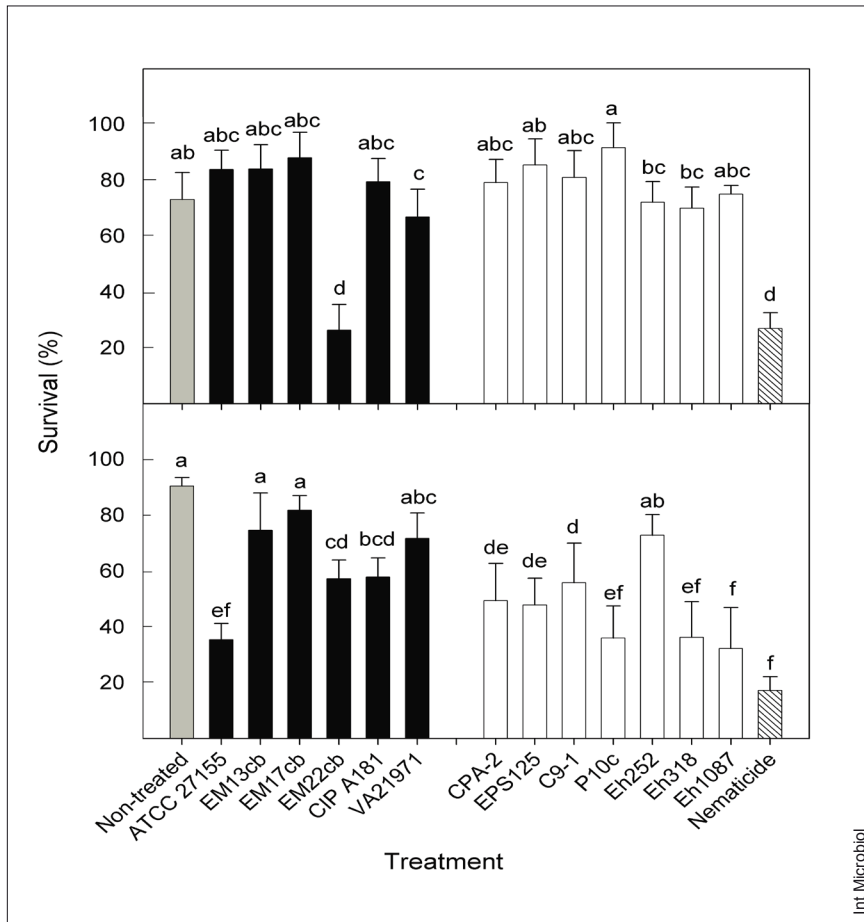 Survival (%)
100
80
60
40
20
ab
abc
abc
abc
d
abc
c
abc
ab
abc
a
bc
bc
abc
d
100
80
60
40
20
a
ef
a
a
cd
bcd
abc
de
de
d
ef
ab
ef
f
f
Non-treated
ATCC 27155
EM13cb
EM17cb
EM22cb
CIP A181
VA21971
CPA-2
EPS125
C9-1
P10c
Eh252
Eh318
Eh1087
Nematicide
Treatment
Int Microbiol